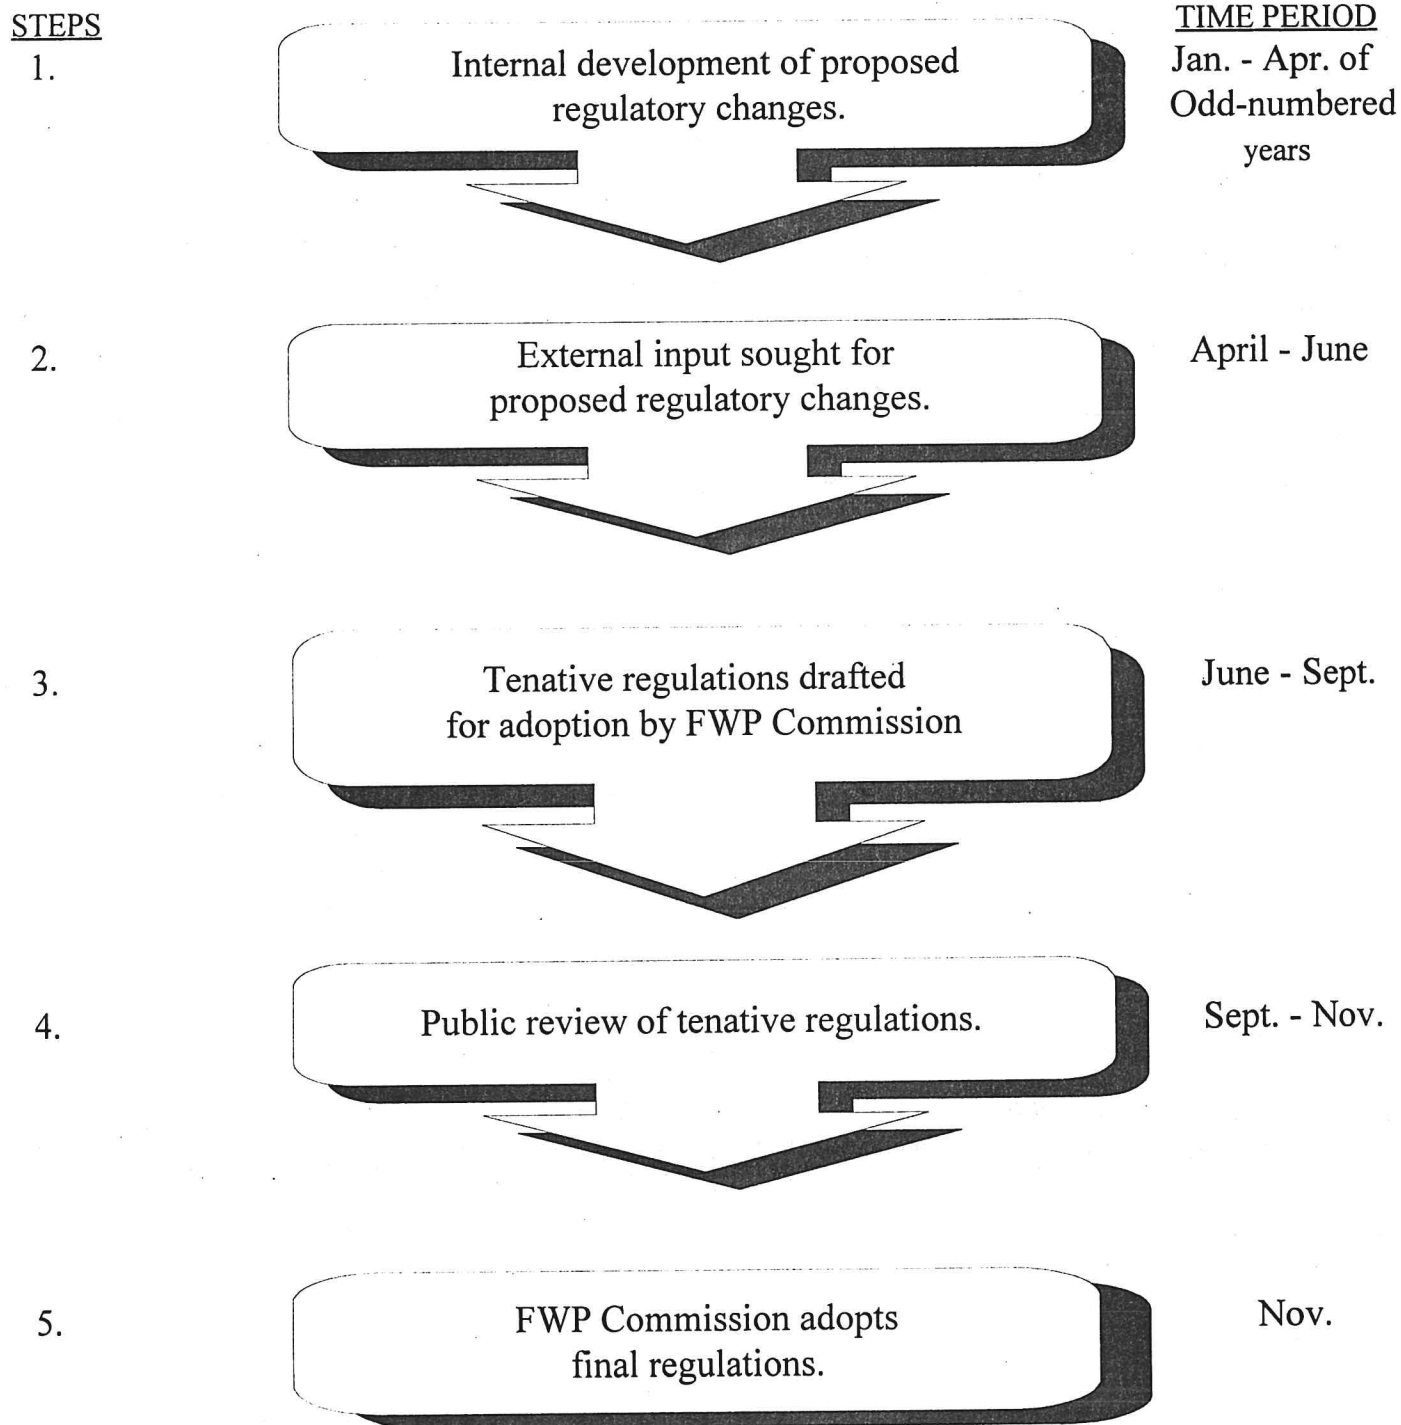 STEPS
TIME PERIOD
1.
Internal development of proposed
regulatory changes.
Jan. - Apr. of
Odd-numbered
years
2.
External input sought for
proposed regulatory changes.
April - June
3.
Tenative regulations drafted
for adoption by FWP Commission
June - Sept.
4.
Public review of tenative regulations.
Sept. - Nov.
5.
FWP Commission adopts
final regulations.
Nov.